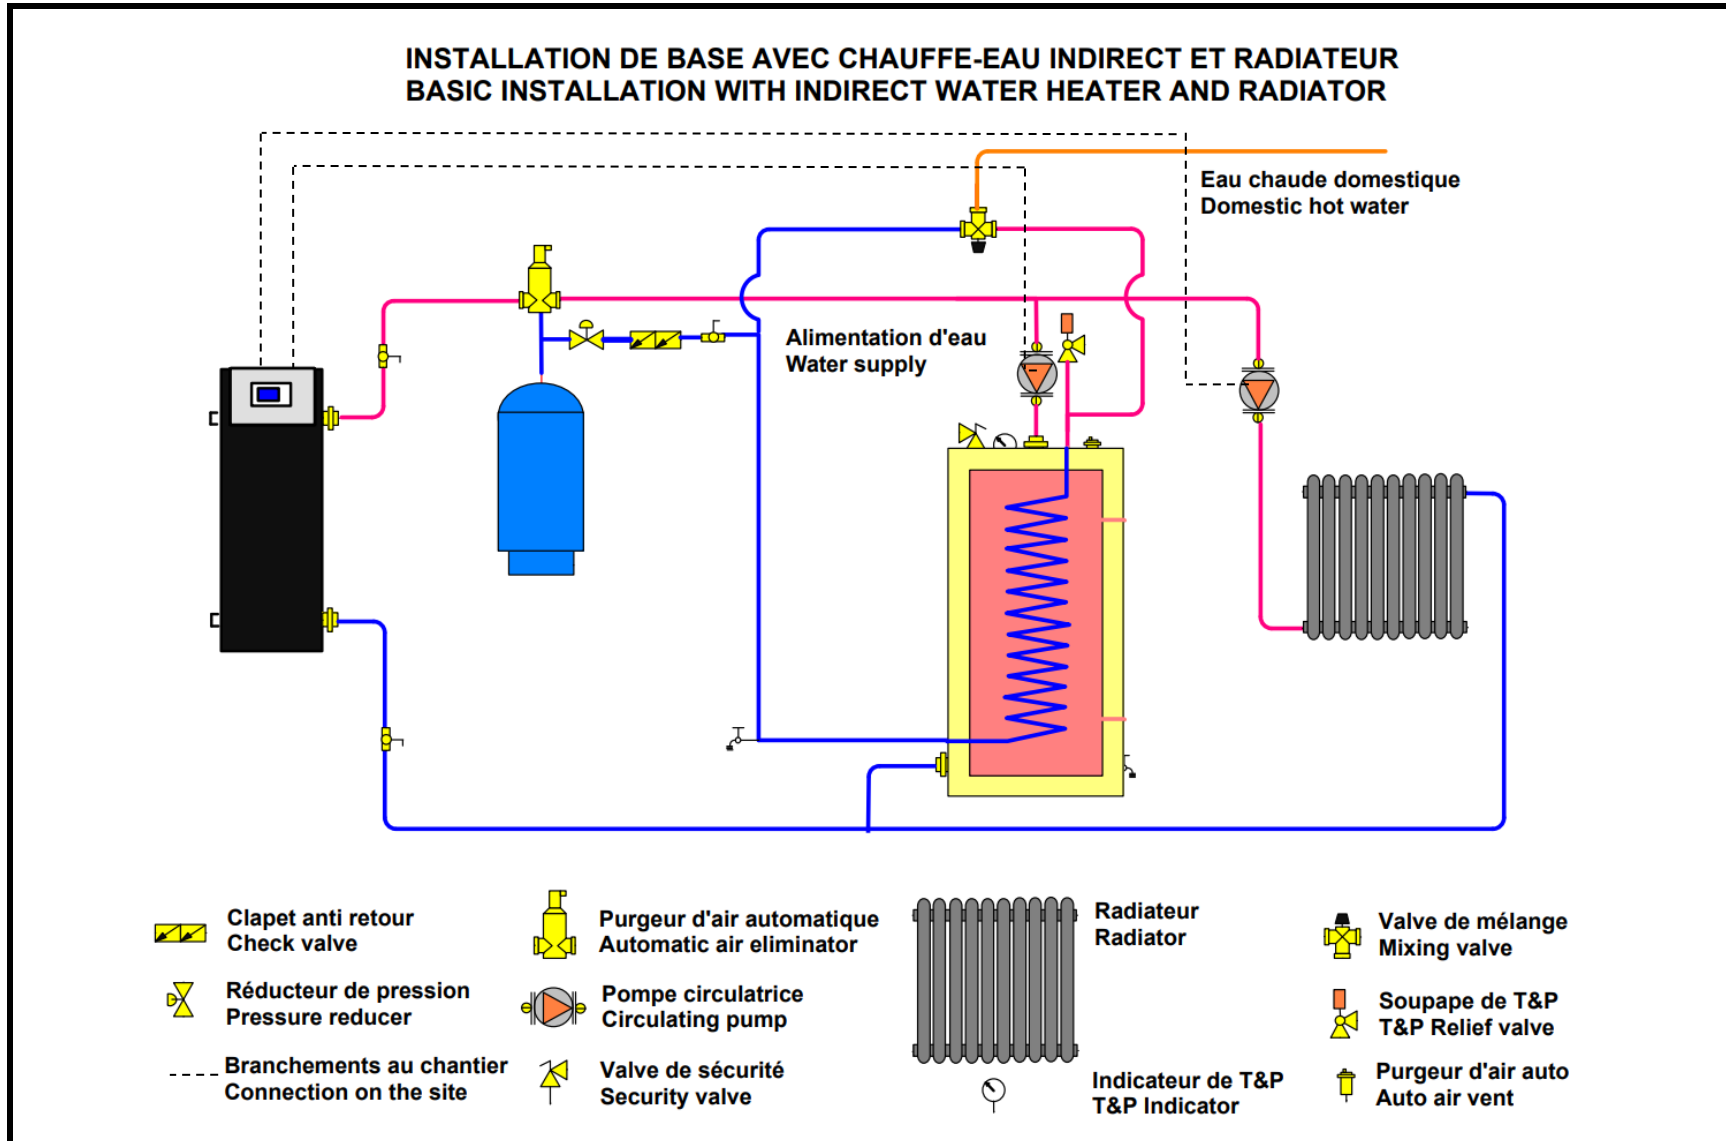 INSTALLATION DE BASE AVEC CHAUFFE-EAU INDIRECT ET RADIATEUR
BASIC INSTALLATION WITH INDIRECT WATER HEATER AND RADIATOR
Eau chaude domestique
Domestic hot water
Alimentation d'eau
Water supply
Clapet anti retour
Check valve
Purgeur d'air automatique
Automatic air eliminator
Radiateur
Radiator
Valve de mélange
Mixing valve
Réducteur de pression
Pressure reducer
Pompe circulatrice
Circulating pump
Soupape de T&P
T&P Relief valve
Branchements au chantier
Connection on the site
Valve de sécurité
Security valve
Indicateur de T&P
T&P Indicator
Purgeur d'air auto
Auto air vent